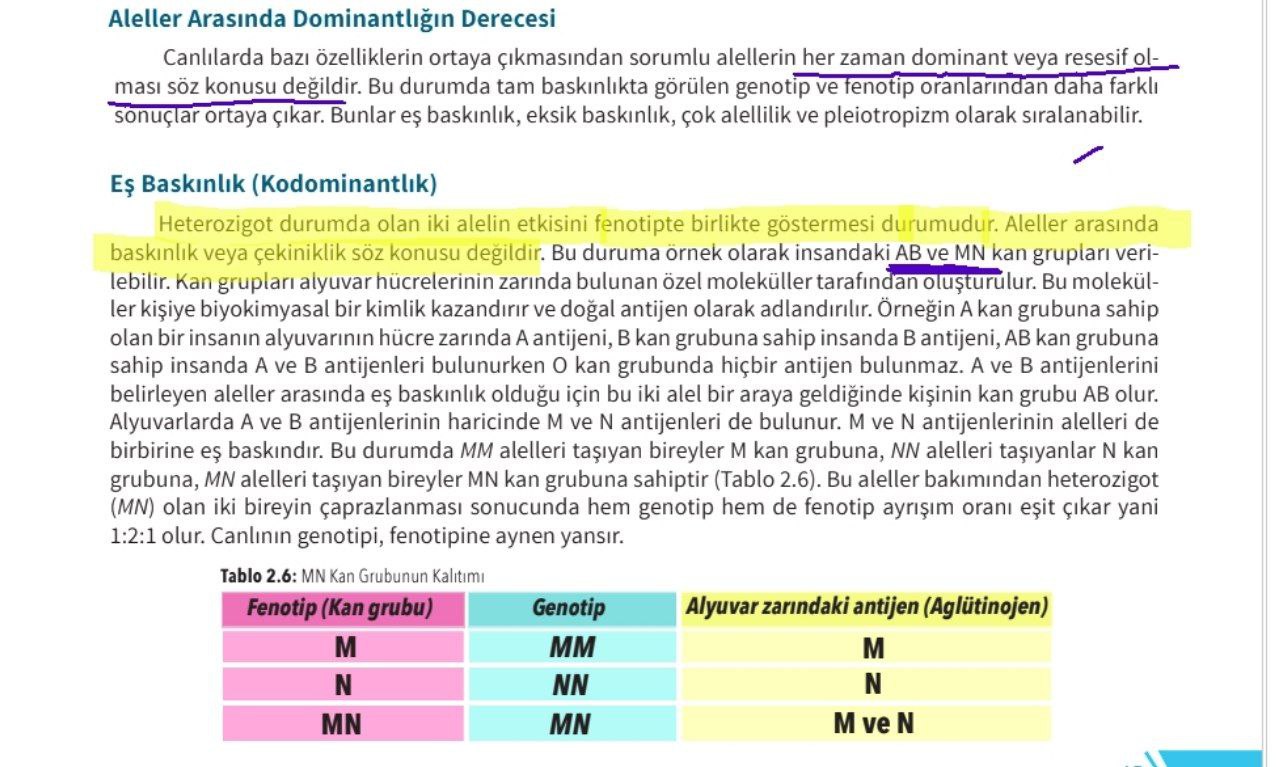 Aleller Arasında Dominantlığın Derecesi
Canlılarda bazı özelliklerin ortaya çıkmasından sorumlu alellerin her zaman dominant veya resesif ol-
ması söz konusu değildir. Bu durumda tam baskınlıkta görülen genotip ve fenotip oranlarından daha farklı
sonuçlar ortaya çıkar. Bunlar eş baskınlık, eksik baskınlık, çok alellilik ve pleiotropizm olarak sıralanabilir.
Eş Baskınlık (Kodominantlık)
Heterozigot durumda olan iki alelin etkisini fenotipte birlikte göstermesi durumudur. Aleller arasında
baskınlık veya çekiniklik söz konusu değildir. Bu duruma örnek olarak insandaki AB ve MN kan grupları veri-
lebilir. Kan grupları alyuvar hücrelerinin zarında bulunan özel moleküller tarafından oluşturulur. Bu molekül-
ler kişiye biyokimyasal bir kimlik kazandırır ve doğal antijen olarak adlandırılır. Örneğin A kan grubuna sahip
olan bir insanın alyuvarının hücre zarında A antijeni, B kan grubuna sahip insanda B antijeni, AB kan grubuna
sahip insanda A ve B antijenleri bulunurken O kan grubunda hiçbir antijen bulunmaz. A ve B antijenlerini
belirleyen aleller arasında eş baskınlık olduğu için bu iki alel bir araya geldiğinde kişinin kan grubu AB olur.
Alyuvarlarda A ve B antijenlerinin haricinde M ve N antijenleri de bulunur. M ve N antijenlerinin alelleri de
birbirine eş baskındır. Bu durumda MM alelleri taşıyan bireyler M kan grubuna, NN alelleri taşıyanlar N kan
grubuna, MN alelleri taşıyan bireyler MN kan grubuna sahiptir (Tablo 2.6). Bu aleller bakımından heterozigot
(MN) olan iki bireyin çaprazlanması sonucunda hem genotip hem de fenotip ayrışım oranı eşit çıkar yani
1:2:1 olur. Canlının genotipi, fenotipine aynen yansır.
Tablo 2.6: MN Kan Grubunun Kalıtımı
Fenotip (Kan grubu) Genotip Alyuvar zarındaki antijen (Aglütinojen)
M MM M
N NN N
MN MN M ve N